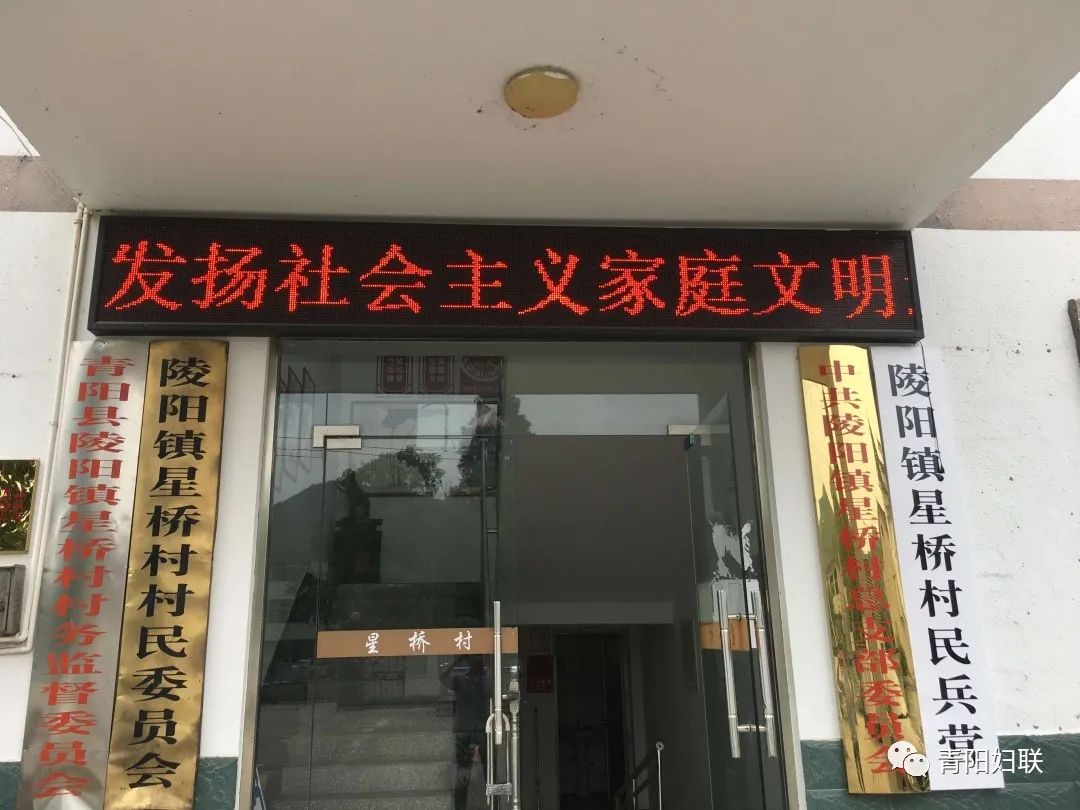 发扬社会主义家庭文明
青阳县陵阳镇星桥村村务监督委员会
陵阳镇星桥村村民委员会
星桥村
中共陵阳镇星桥村总支部委员会
陵阳镇星桥村民兵营
青阳妇联